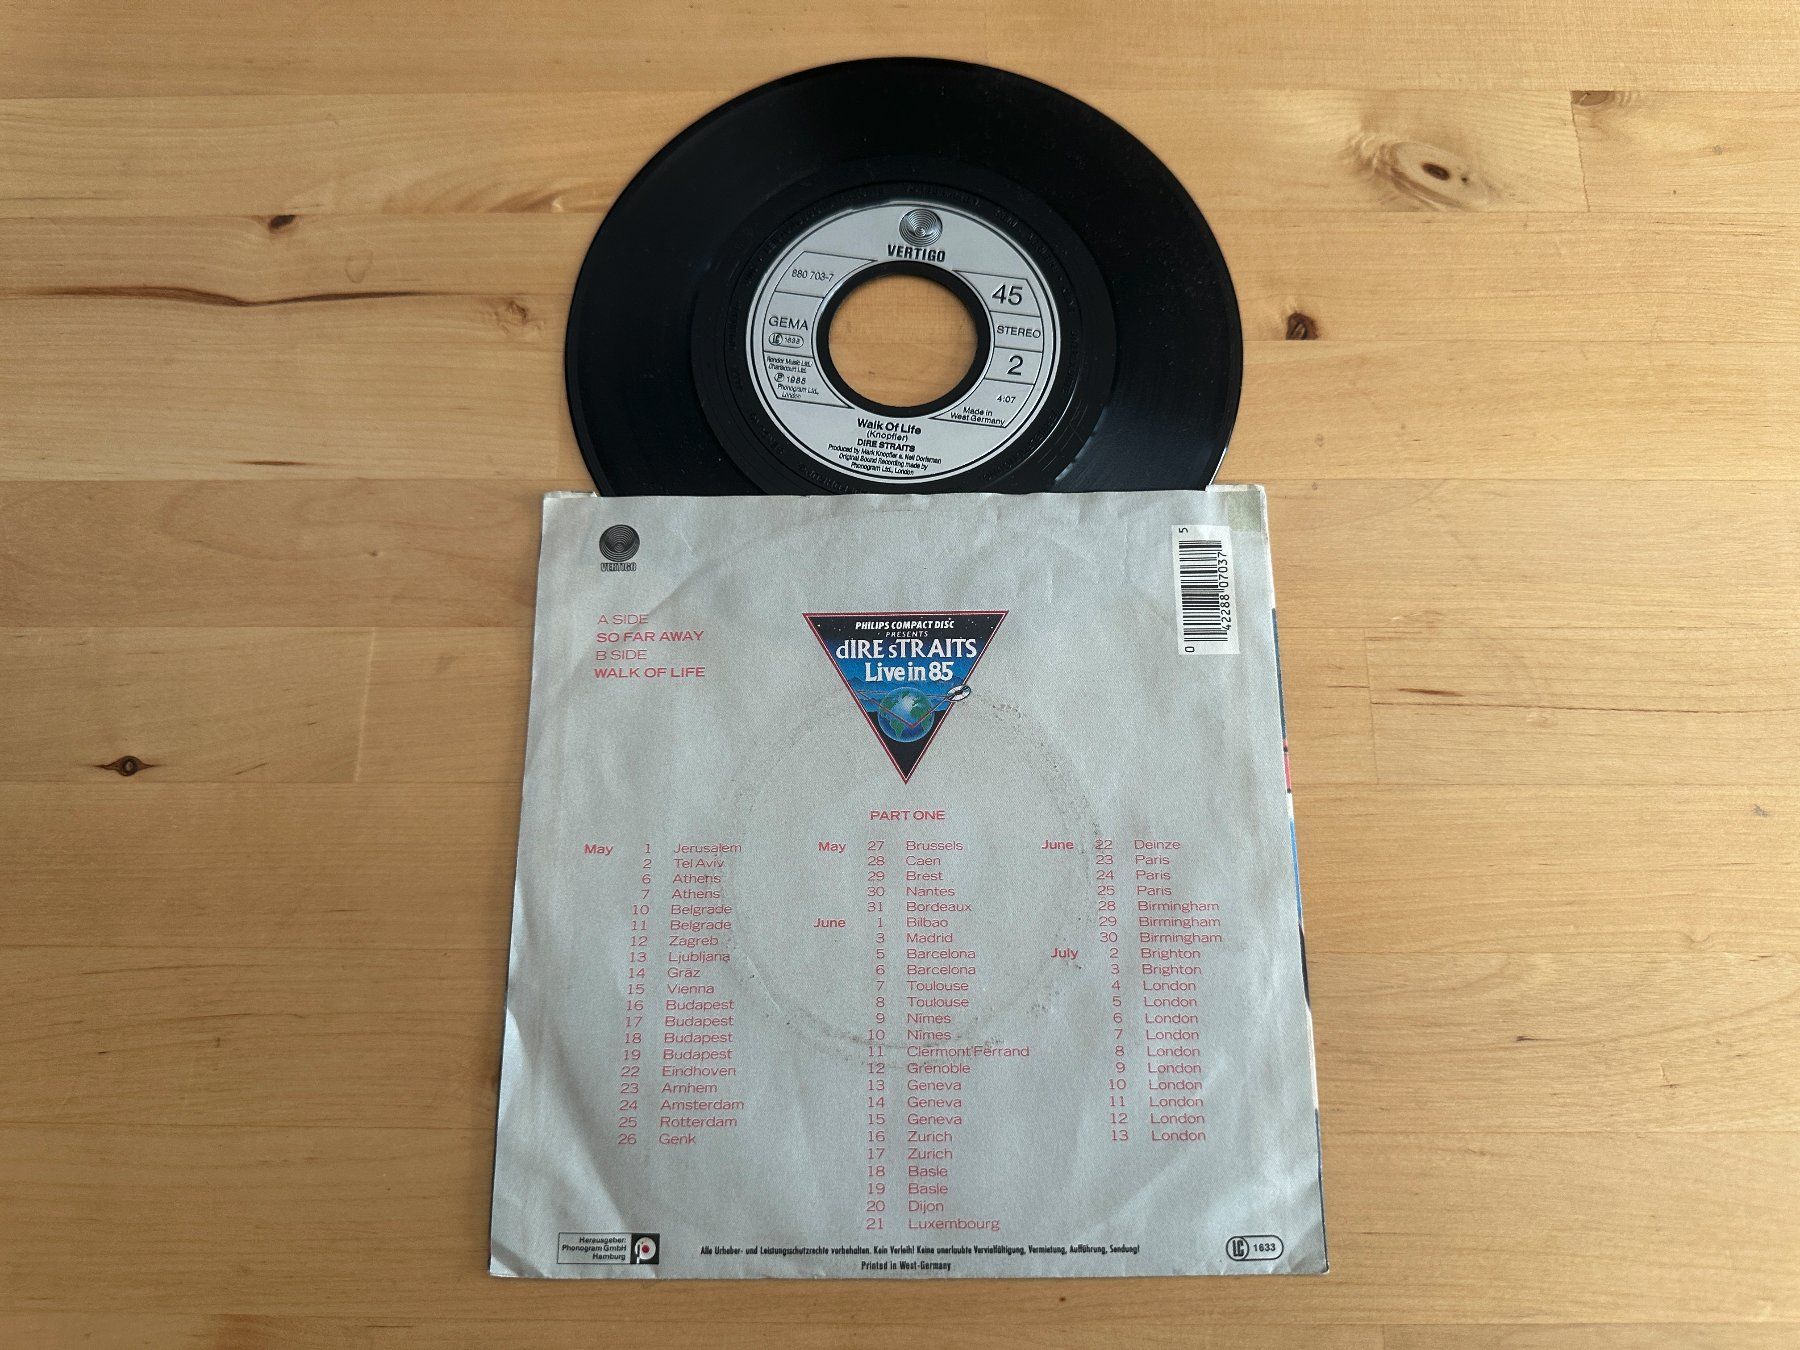 VERTIGO
880 703-7
45
GEMA
STEREO
LC 1633
2
Rondor Music Ltd./
Chariscourt Ltd.
Ⓟ 1985
Phonogram Ltd.,
London
4:07
Made in
West Germany
Walk Of Life
(Knopfler)
DIRE STRAITS
Produced by Mark Knopfler a. Neil Dorfsman
Original Sound Recording made by
Phonogram Ltd., London
VERTIGO
0 42288 07037 5
A SIDE
SO FAR AWAY
B SIDE
WALK OF LIFE
PHILIPS COMPACT DISC
PRESENTS
dIRE sTRAITS
Live in 85
PART ONE
May 1 Jerusalem
2 Tel Aviv
6 Athens
7 Athens
10 Belgrade
11 Belgrade
12 Zagreb
13 Ljubljana
14 Graz
15 Vienna
16 Budapest
17 Budapest
18 Budapest
19 Budapest
22 Eindhoven
23 Arnhem
24 Amsterdam
25 Rotterdam
26 Genk
May 27 Brussels
28 Caen
29 Brest
30 Nantes
31 Bordeaux
June 1 Bilbao
3 Madrid
5 Barcelona
6 Barcelona
7 Toulouse
8 Toulouse
9 Nîmes
10 Nîmes
11 Clermont Ferrand
12 Grenoble
13 Geneva
14 Geneva
15 Geneva
16 Zurich
17 Zurich
18 Basle
19 Basle
20 Dijon
21 Luxembourg
June 22 Deinze
23 Paris
24 Paris
25 Paris
28 Birmingham
29 Birmingham
30 Birmingham
July 2 Brighton
3 Brighton
4 London
5 London
6 London
7 London
8 London
9 London
10 London
11 London
12 London
13 London
Herausgeber:
Phonogram GmbH
Hamburg
Alle Urheber- und Leistungsschutzrechte vorbehalten. Kein Verleih! Keine unerlaubte Vervielfältigung, Vermietung, Aufführung, Sendung!
Printed in West-Germany
LC 1633